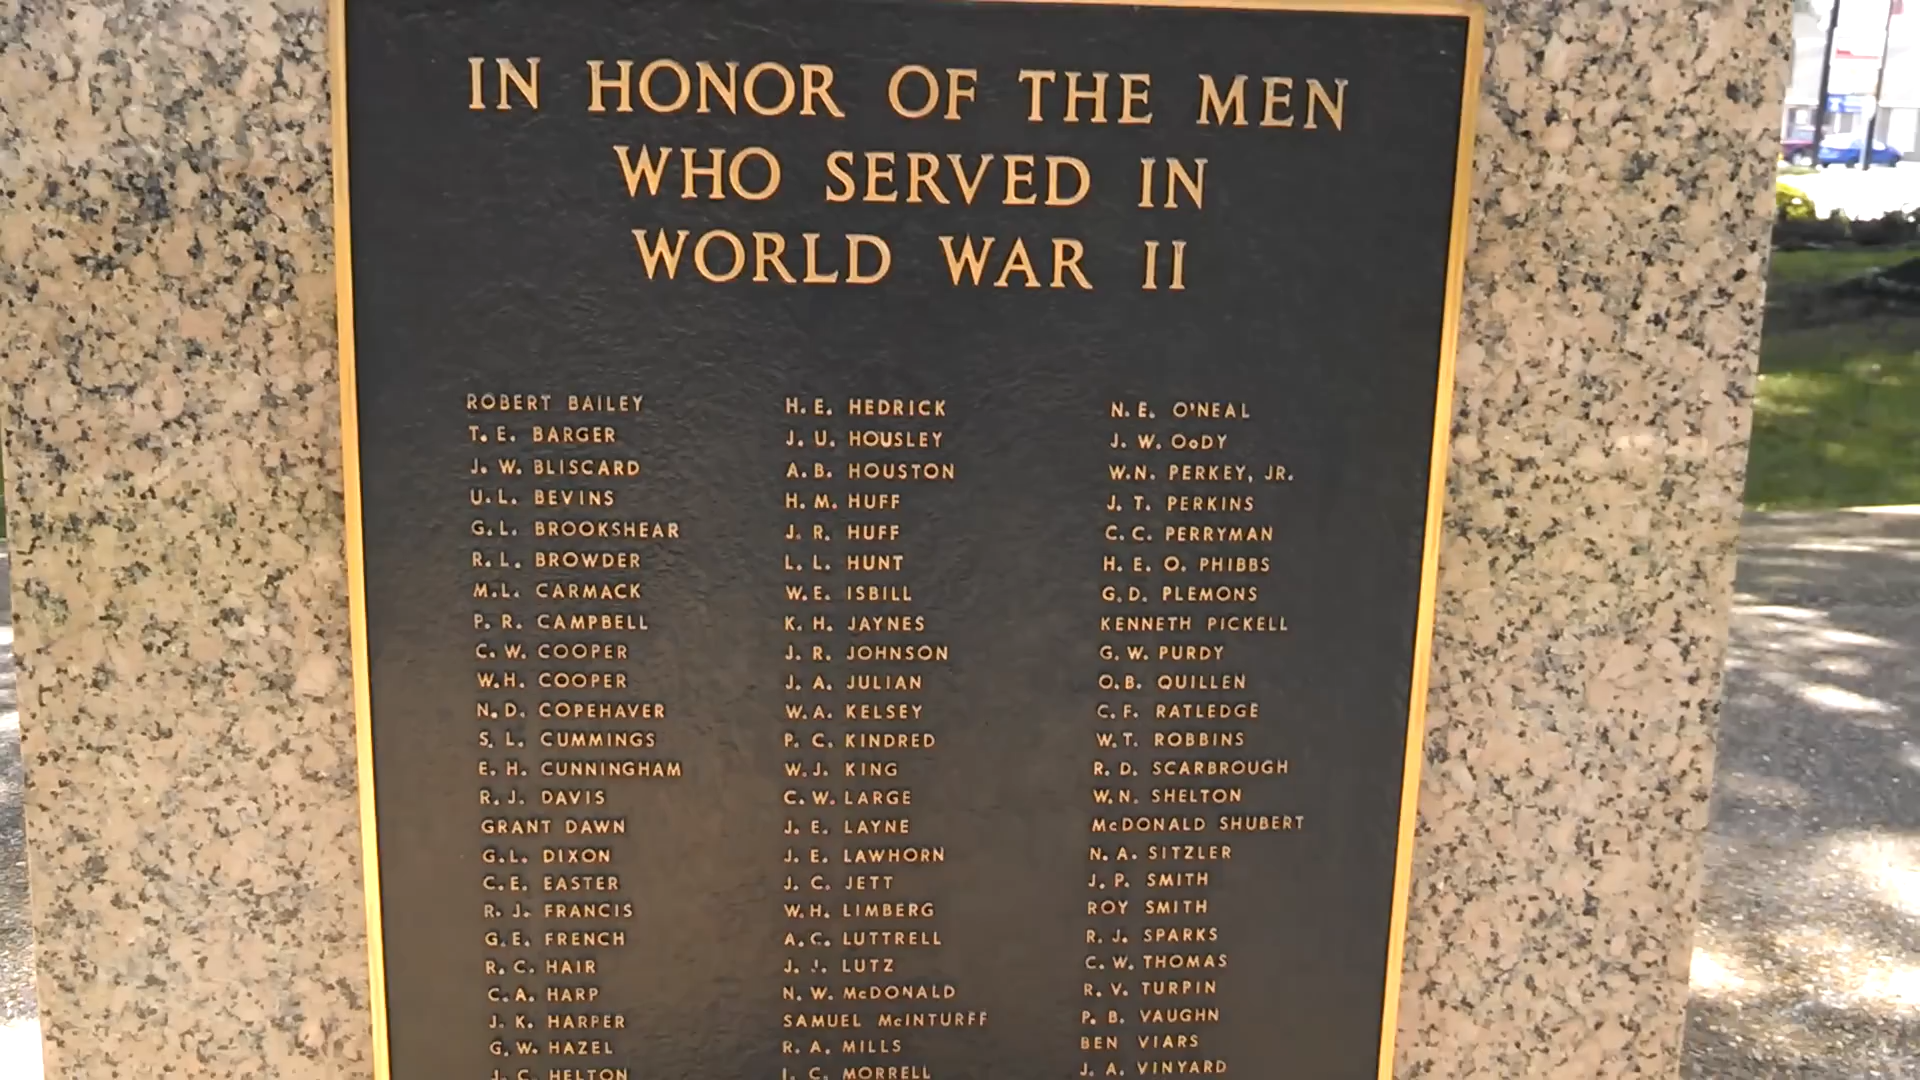 IN HONOR OF THE MEN
WHO SERVED IN
WORLD WAR II
ROBERT BAILEY
T. E. BARGER
J. W. BLISCARD
U. L. BEVINS
G. L. BROOKSHEAR
R. L. BROWDER
M. L. CARMACK
P. R. CAMPBELL
C. W. COOPER
W. H. COOPER
N. D. COPEHAVER
S. L. CUMMINGS
E. H. CUNNINGHAM
R. J. DAVIS
GRANT DAWN
G. L. DIXON
C. E. EASTER
R. J. FRANCIS
G. E. FRENCH
R. C. HAIR
C. A. HARP
J. K. HARPER
G. W. HAZEL
J. C. HELTON
H. E. HEDRICK
J. U. HOUSLEY
A. B. HOUSTON
H. M. HUFF
J. R. HUFF
L. L. HUNT
W. E. ISBILL
K. H. JAYNES
J. R. JOHNSON
J. A. JULIAN
W. A. KELSEY
P. C. KINDRED
W. J. KING
C. W. LARGE
J. E. LAYNE
J. E. LAWHORN
J. C. JETT
W. H. LIMBERG
A. C. LUTTRELL
J. J. LUTZ
N. W. McDONALD
SAMUEL McINTURFF
R. A. MILLS
C. MORRELL
N. E. O'NEAL
J. W. OoDY
W. N. PERKEY, JR.
J. T. PERKINS
C. C. PERRYMAN
H. E. O. PHIBBS
G. D. PLEMONS
KENNETH PICKELL
G. W. PURDY
O. B. QUILLEN
C. F. RATLEDGE
W. T. ROBBINS
R. D. SCARBROUGH
W. N. SHELTON
McDONALD SHUBERT
N. A. SITZLER
J. P. SMITH
ROY SMITH
R. J. SPARKS
C. W. THOMAS
R. V. TURPIN
P. B. VAUGHN
BEN VIARS
J. A. VINYARD